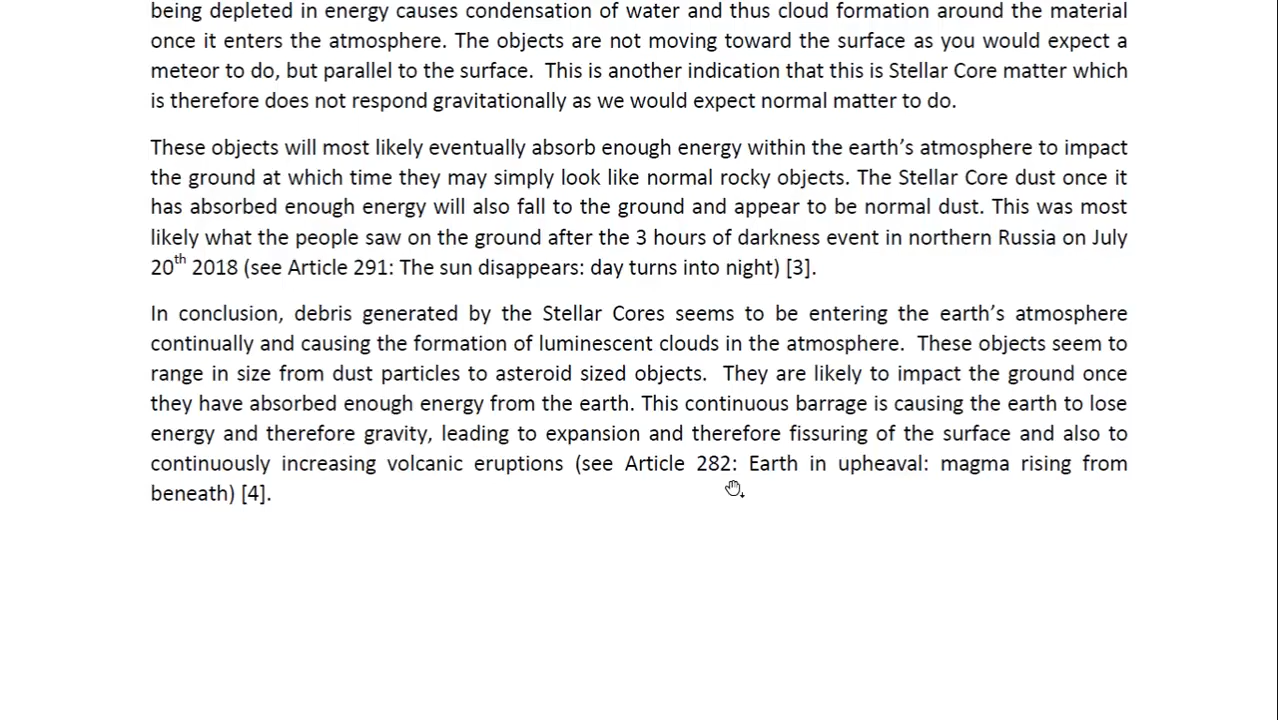 being depleted in energy causes condensation of water and thus cloud formation around the material
once it enters the atmosphere. The objects are not moving toward the surface as you would expect a
meteor to do, but parallel to the surface.  This is another indication that this is Stellar Core matter which
is therefore does not respond gravitationally as we would expect normal matter to do.
These objects will most likely eventually absorb enough energy within the earth’s atmosphere to impact
the ground at which time they may simply look like normal rocky objects. The Stellar Core dust once it
has absorbed enough energy will also fall to the ground and appear to be normal dust. This was most
likely what the people saw on the ground after the 3 hours of darkness event in northern Russia on July
20th 2018 (see Article 291: The sun disappears: day turns into night) [3].
In conclusion, debris generated by the Stellar Cores seems to be entering the earth’s atmosphere
continually and causing the formation of luminescent clouds in the atmosphere.  These objects seem to
range in size from dust particles to asteroid sized objects.  They are likely to impact the ground once
they have absorbed enough energy from the earth. This continuous barrage is causing the earth to lose
energy and therefore gravity, leading to expansion and therefore fissuring of the surface and also to
continuously increasing volcanic eruptions (see Article 282: Earth in upheaval: magma rising from
beneath) [4].